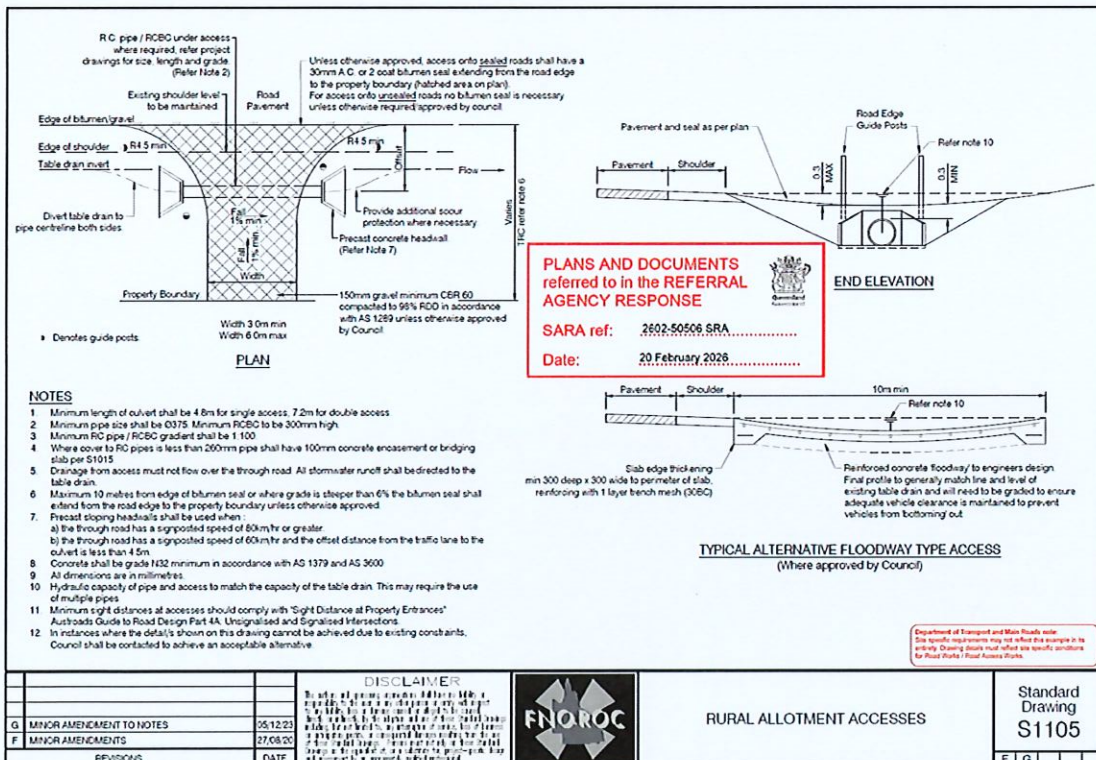 R.C. pipe / RCBC under access
where required, refer project
drawings for size, length and grade.
(Refer Note 2)
Existing shoulder level
to be maintained
Road
Pavement
Unless otherwise approved, access onto sealed roads shall have a
30mm A.C. or 2 coat bitumen seal extending from the road edge
to the property boundary (hatched area on plan).
For access onto unsealed roads no bitumen seal is necessary
unless otherwise required/approved by council.
Edge of bitumen/gravel
Edge of shoulder
R4.5 min
R4.5 min
Table drain invert
Offset
Flow
Divert table drain to
pipe centreline both sides.
Fall
1% min
Fall
1% min
Provide additional scour
protection where necessary
Precast concrete headwall
(Refer Note 7)
Varies
TRC refer note 6
Width
Property Boundary
150mm gravel minimum CBR 60
compacted to 98% RDD in accordance
with AS 1289 unless otherwise approved
by Council.
Width 3.0m min
Width 6.0m max
Denotes guide posts
PLAN
Pavement and seal as per plan
Road Edge
Guide Posts
Refer note 10
Pavement
Shoulder
0.3
MAX
0.3
MIN
END ELEVATION
PLANS AND DOCUMENTS
referred to in the REFERRAL
AGENCY RESPONSE
Queensland
Government
SARA ref: 2602-50506 SRA
Date: 20 February 2026
Pavement
Shoulder
10m min
Refer note 10
Slab edge thickening
min 300 deep x 300 wide to perimeter of slab,
reinforcing with 1 layer trench mesh (30BC)
Reinforced concrete 'floodway' to engineers design.
Final profile to generally match line and level of
existing table drain and will need to be graded to ensure
adequate vehicle clearance is maintained to prevent
vehicles from 'bottoming' out
TYPICAL ALTERNATIVE FLOODWAY TYPE ACCESS
(Where approved by Council)
NOTES
1. Minimum length of culvert shall be 4.8m for single access, 7.2m for double access
2. Minimum pipe size shall be Ø375. Minimum RCBC to be 300mm high.
3. Minimum RC pipe / RCBC gradient shall be 1:100
4. Where cover to RC pipes is less than 260mm pipe shall have 100mm concrete encasement or bridging
slab per S1015
5. Drainage from access must not flow over the through road. All stormwater runoff shall be directed to the
table drain.
6. Maximum 10 metres from edge of bitumen seal or where grade is steeper than 6% the bitumen seal shall
extend from the road edge to the property boundary unless otherwise approved.
7. Precast sloping headwalls shall be used when :
a) the through road has a signposted speed of 80km/hr or greater.
b) the through road has a signposted speed of 60km/hr and the offset distance from the traffic lane to the
culvert is less than 4.5m
8. Concrete shall be grade N32 minimum in accordance with AS 1379 and AS 3600
9. All dimensions are in millimetres.
10. Hydraulic capacity of pipe and access to match the capacity of the table drain. This may require the use
of multiple pipes.
11. Minimum sight distances at accesses should comply with "Sight Distance at Property Entrances"
Austroads Guide to Road Design Part 4A: Unsignalised and Signalised Intersections.
12. In instances where the detail/s shown on this drawing cannot be achieved due to existing constraints,
Council shall be contacted to achieve an acceptable alternative.
Department of Transport and Main Roads note:
Site specific requirements may not reflect this example in its
entirety. Drawing details must reflect site specific conditions
for Road Works / Road Access Works.
G MINOR AMENDMENT TO NOTES 05/12/23
F MINOR AMENDMENTS 27/08/20
REVISIONS DATE
DISCLAIMER
FNQROC
RURAL ALLOTMENT ACCESSES
Standard
Drawing
S1105
F G